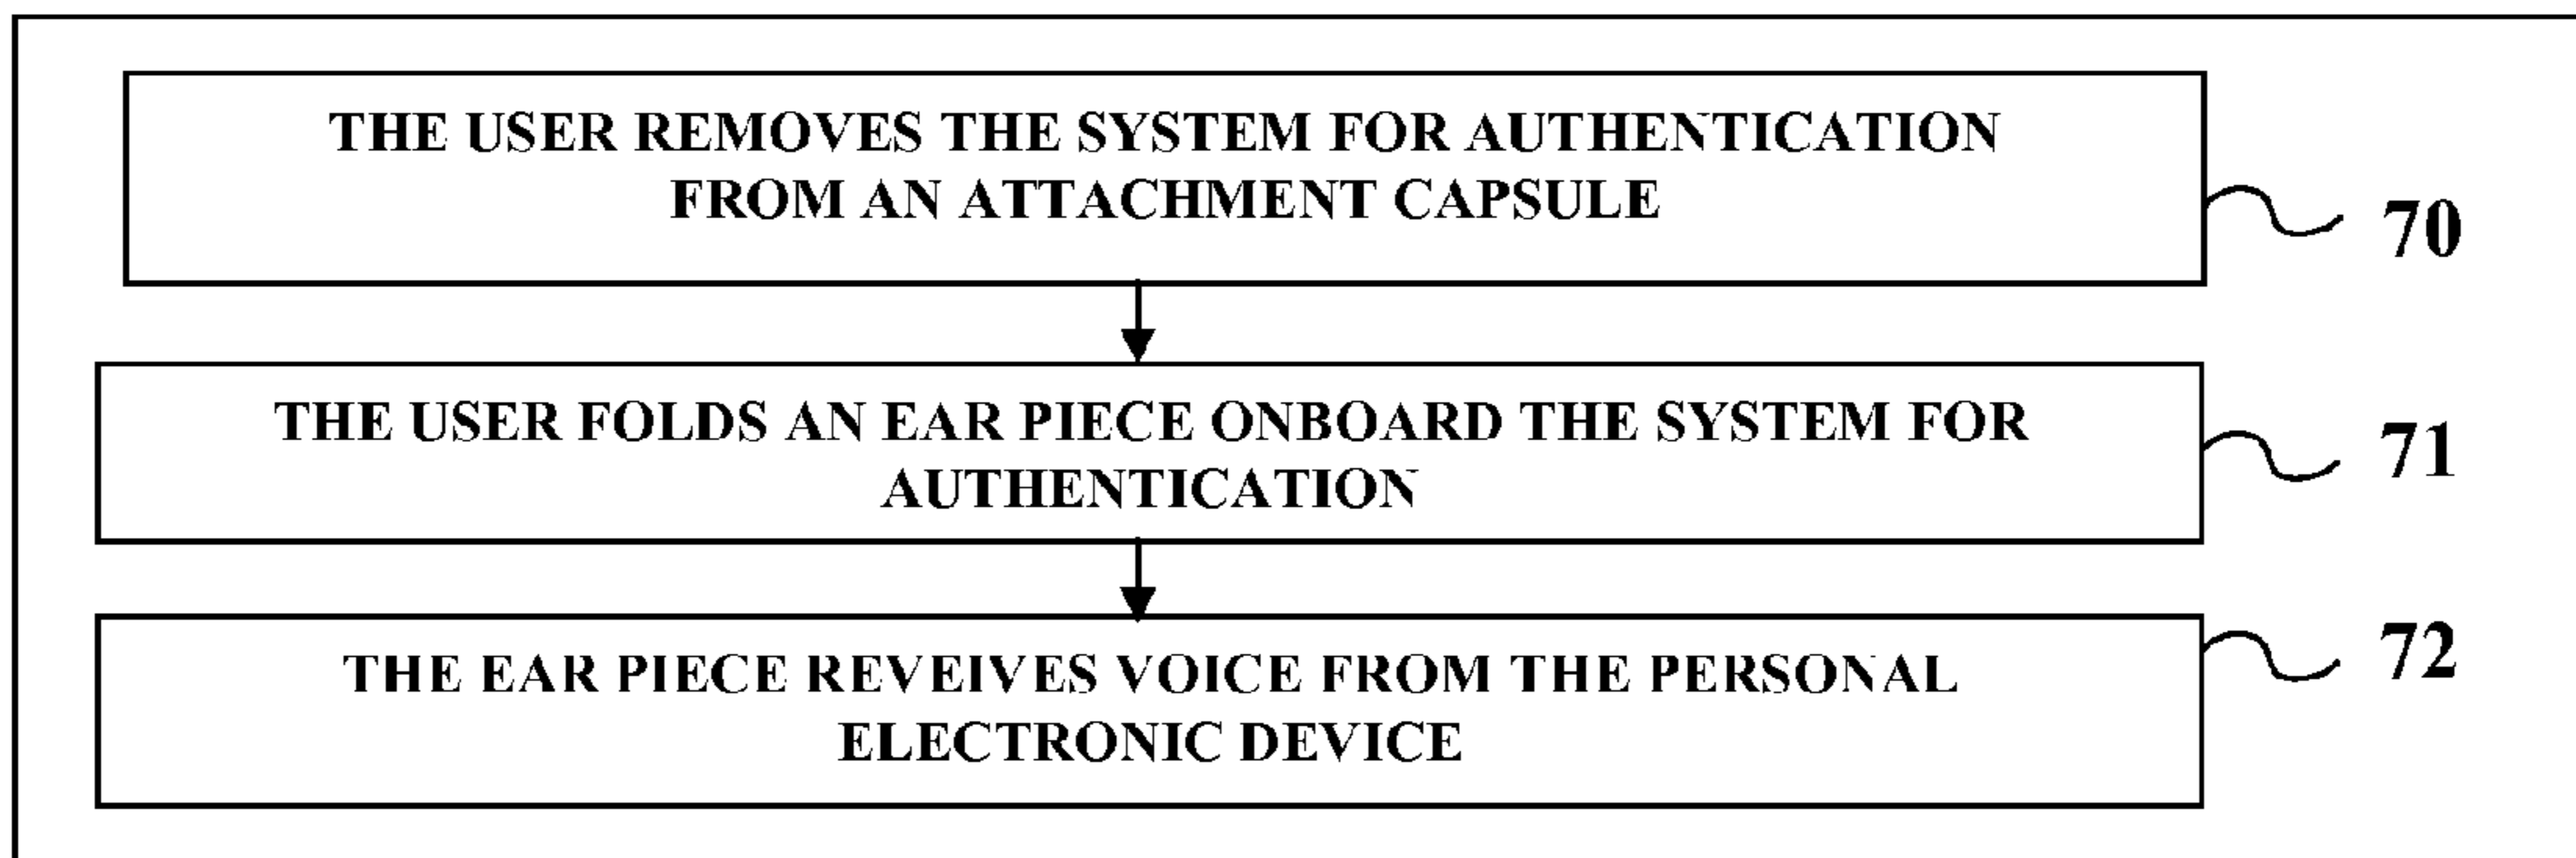 THE USER REMOVES THE SYSTEM FOR AUTHENTICATION
FROM AN ATTACHMENT CAPSULE
70
THE USER FOLDS AN EAR PIECE ONBOARD THE SYSTEM FOR
AUTHENTICATION
71
THE EAR PIECE REVEIVES VOICE FROM THE PERSONAL
ELECTRONIC DEVICE
72